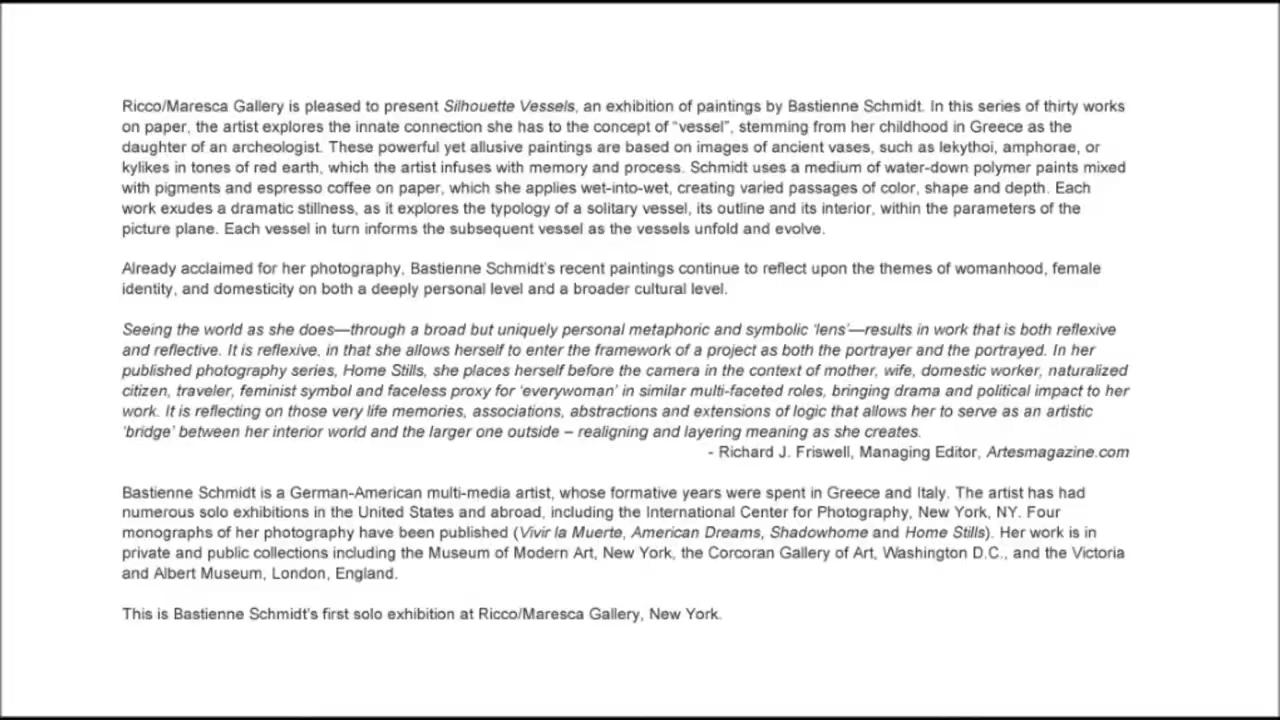 Ricco/Maresca Gallery is pleased to present Silhouette Vessels, an exhibition of paintings by Bastienne Schmidt. In this series of thirty works
on paper, the artist explores the innate connection she has to the concept of “vessel”, stemming from her childhood in Greece as the
daughter of an archeologist. These powerful yet allusive paintings are based on images of ancient vases, such as lekythoi, amphorae, or
kylikes in tones of red earth, which the artist infuses with memory and process. Schmidt uses a medium of water-down polymer paints mixed
with pigments and espresso coffee on paper, which she applies wet-into-wet, creating varied passages of color, shape and depth. Each
work exudes a dramatic stillness, as it explores the typology of a solitary vessel, its outline and its interior, within the parameters of the
picture plane. Each vessel in turn informs the subsequent vessel as the vessels unfold and evolve.
Already acclaimed for her photography, Bastienne Schmidt's recent paintings continue to reflect upon the themes of womanhood, female
identity, and domesticity on both a deeply personal level and a broader cultural level.
Seeing the world as she does—through a broad but uniquely personal metaphoric and symbolic ‘lens’—results in work that is both reflexive
and reflective. It is reflexive, in that she allows herself to enter the framework of a project as both the portrayer and the portrayed. In her
published photography series, Home Stills, she places herself before the camera in the context of mother, wife, domestic worker, naturalized
citizen, traveler, feminist symbol and faceless proxy for ‘everywoman’ in similar multi-faceted roles, bringing drama and political impact to her
work. It is reflecting on those very life memories, associations, abstractions and extensions of logic that allows her to serve as an artistic
‘bridge’ between her interior world and the larger one outside – realigning and layering meaning as she creates.
- Richard J. Friswell, Managing Editor, Artesmagazine.com
Bastienne Schmidt is a German-American multi-media artist, whose formative years were spent in Greece and Italy. The artist has had
numerous solo exhibitions in the United States and abroad, including the International Center for Photography, New York, NY. Four
monographs of her photography have been published (Vivir la Muerte, American Dreams, Shadowhome and Home Stills). Her work is in
private and public collections including the Museum of Modern Art, New York, the Corcoran Gallery of Art, Washington D.C., and the Victoria
and Albert Museum, London, England.
This is Bastienne Schmidt's first solo exhibition at Ricco/Maresca Gallery, New York.